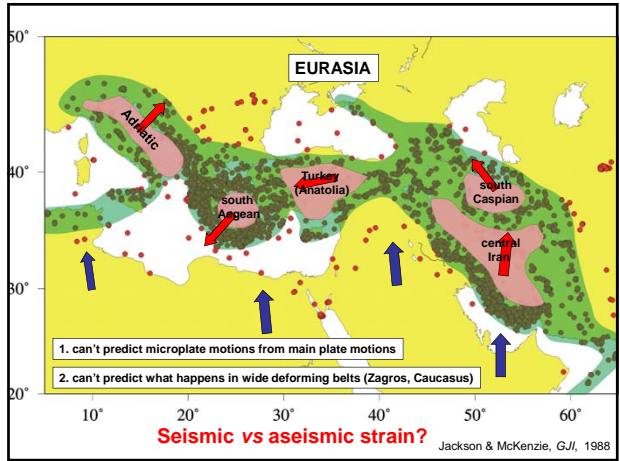 50°
EURASIA
Adriatic
40°
Turkey
(Anatolia)
south
Aegean
south
Caspian
central
Iran
30°
1. can't predict microplate motions from main plate motions
2. can't predict what happens in wide deforming belts (Zagros, Caucasus)
20°
10° 20° 30° 40° 50° 60°
Seismic vs aseismic strain?
Jackson & McKenzie, GJI, 1988